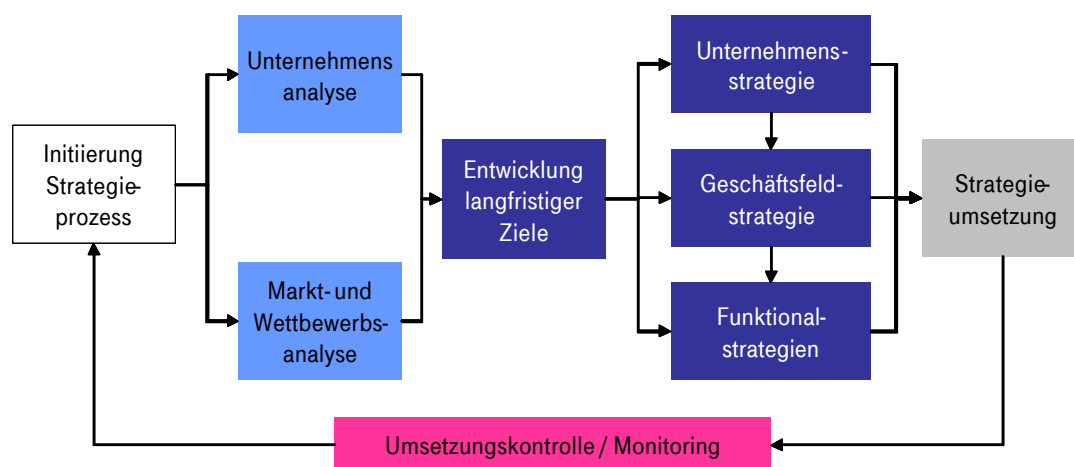 Initiierung
Strategie-
prozess
Unternehmens
analyse
Markt- und
Wettbewerbs-
analyse
Entwicklung
langfristiger
Ziele
Unternehmens-
strategie
Geschäftsfeld-
strategie
Funktional-
strategien
Strategie-
umsetzung
Umsetzungskontrolle / Monitoring